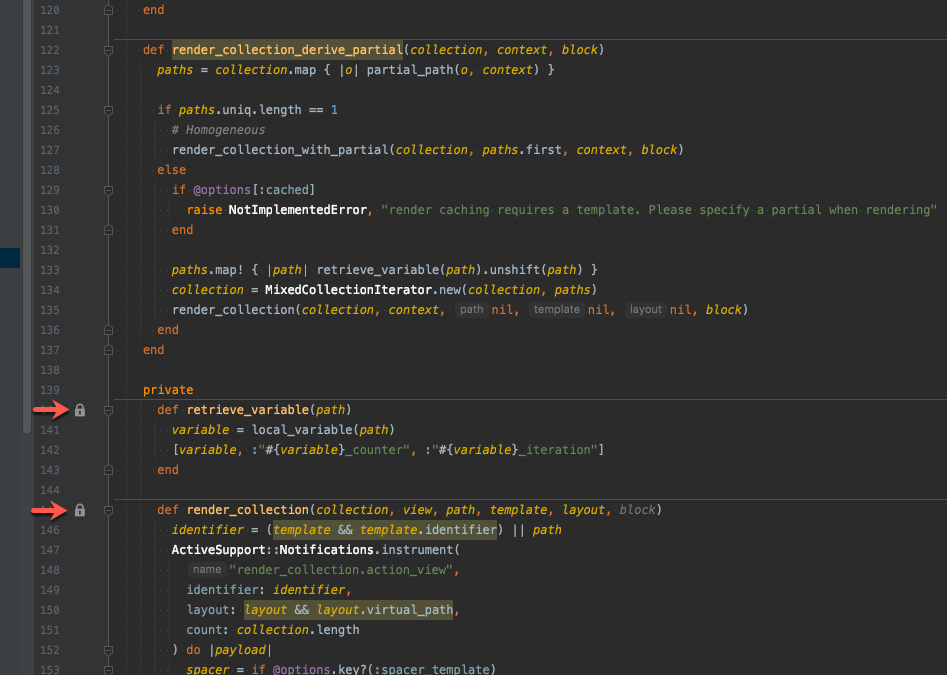 120 end
121
122 def render_collection_derive_partial(collection, context, block)
123 paths = collection.map { |o| partial_path(o, context) }
124
125 if paths.uniq.length == 1
126 # Homogeneous
127 render_collection_with_partial(collection, paths.first, context, block)
128 else
129 if @options[:cached]
130 raise NotImplementedError, "render caching requires a template. Please specify a partial when rendering"
131 end
132
133 paths.map! { |path| retrieve_variable(path).unshift(path) }
134 collection = MixedCollectionIterator.new(collection, paths)
135 render_collection(collection, context, path nil, template nil, layout nil, block)
136 end
137 end
138
139 private
def retrieve_variable(path)
141 variable = local_variable(path)
142 [variable, :"#{variable}_counter", :"#{variable}_iteration"]
143 end
144
def render_collection(collection, view, path, template, layout, block)
146 identifier = (template && template.identifier) || path
147 ActiveSupport::Notifications.instrument(
148 name "render_collection.action_view",
149 identifier: identifier,
150 layout: layout && layout.virtual_path,
151 count: collection.length
152 ) do |payload|
153 spacer = if @options.key?(:spacer_template)